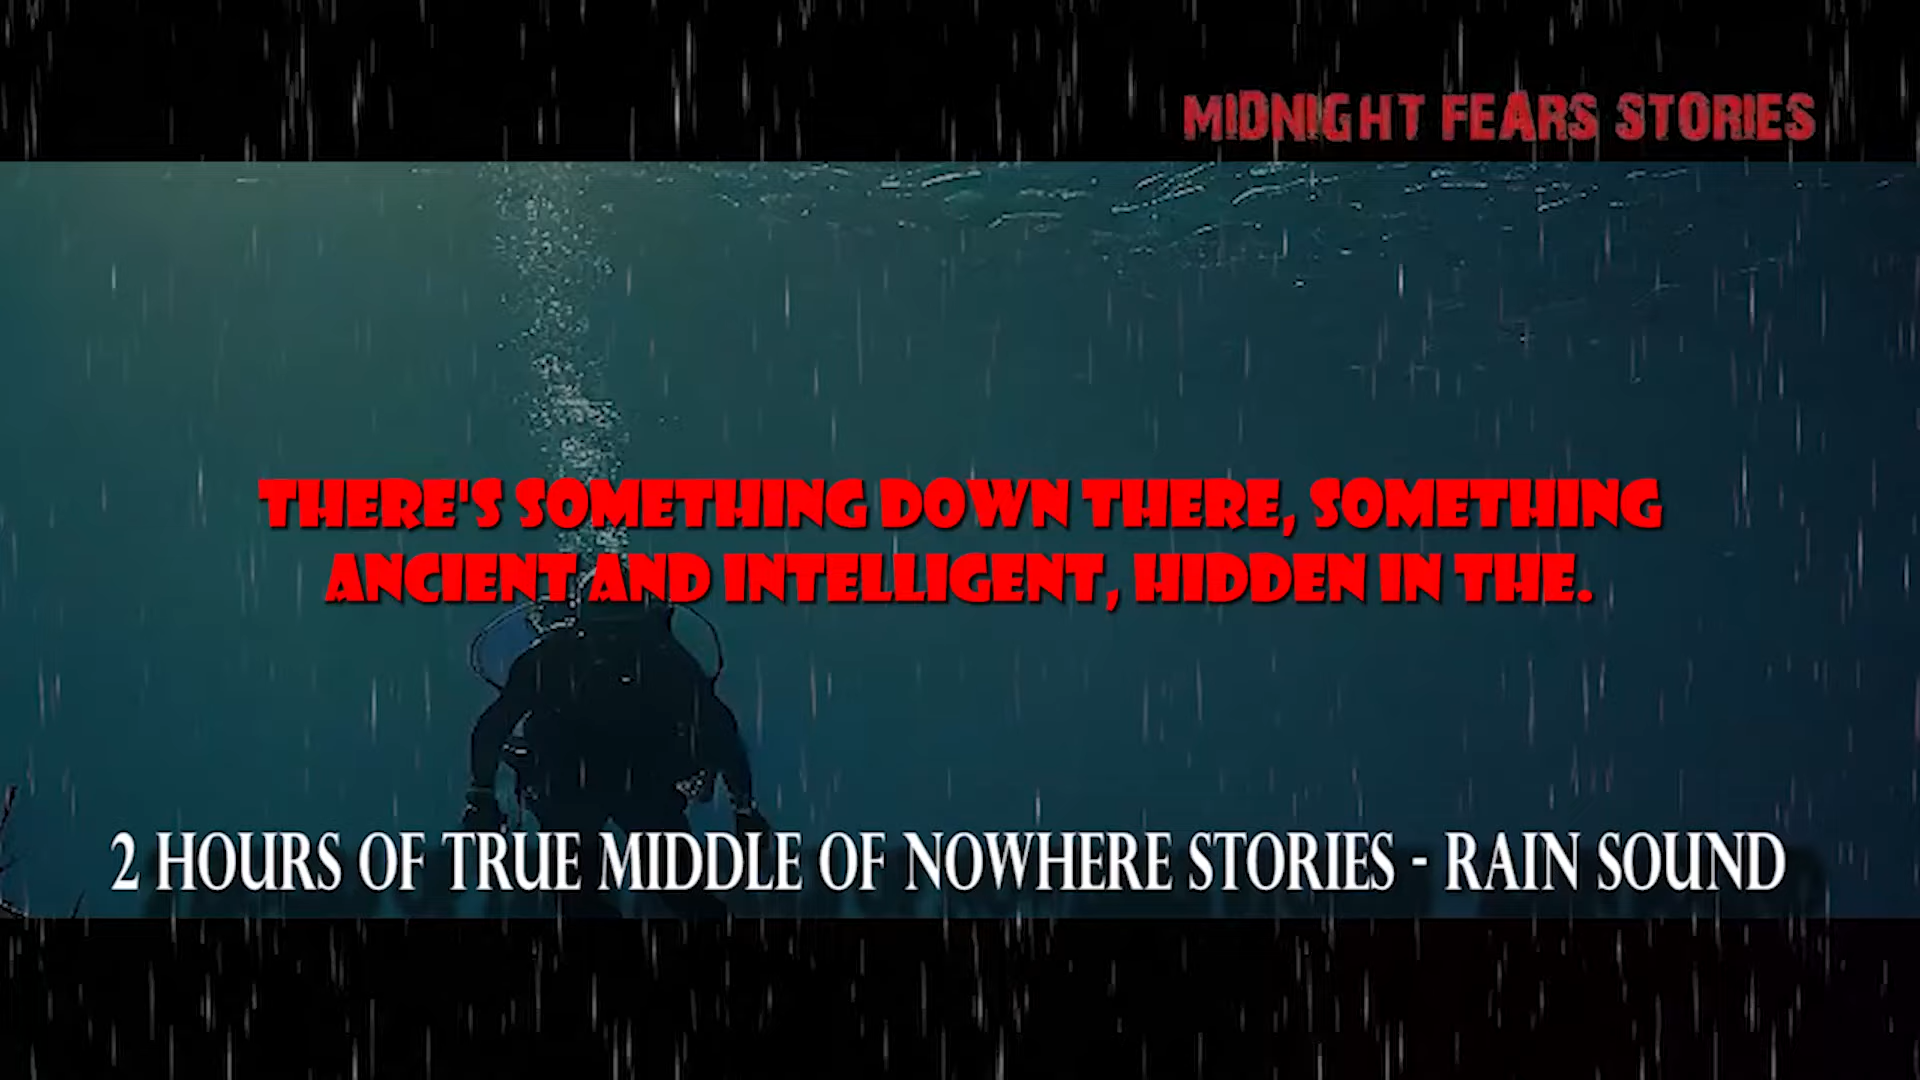 MIDNIGHT FEARS STORIES
THERE'S SOMETHING DOWN THERE, SOMETHING
ANCIENT AND INTELLIGENT, HIDDEN IN THE.
2 HOURS OF TRUE MIDDLE OF NOWHERE STORIES - RAIN SOUND